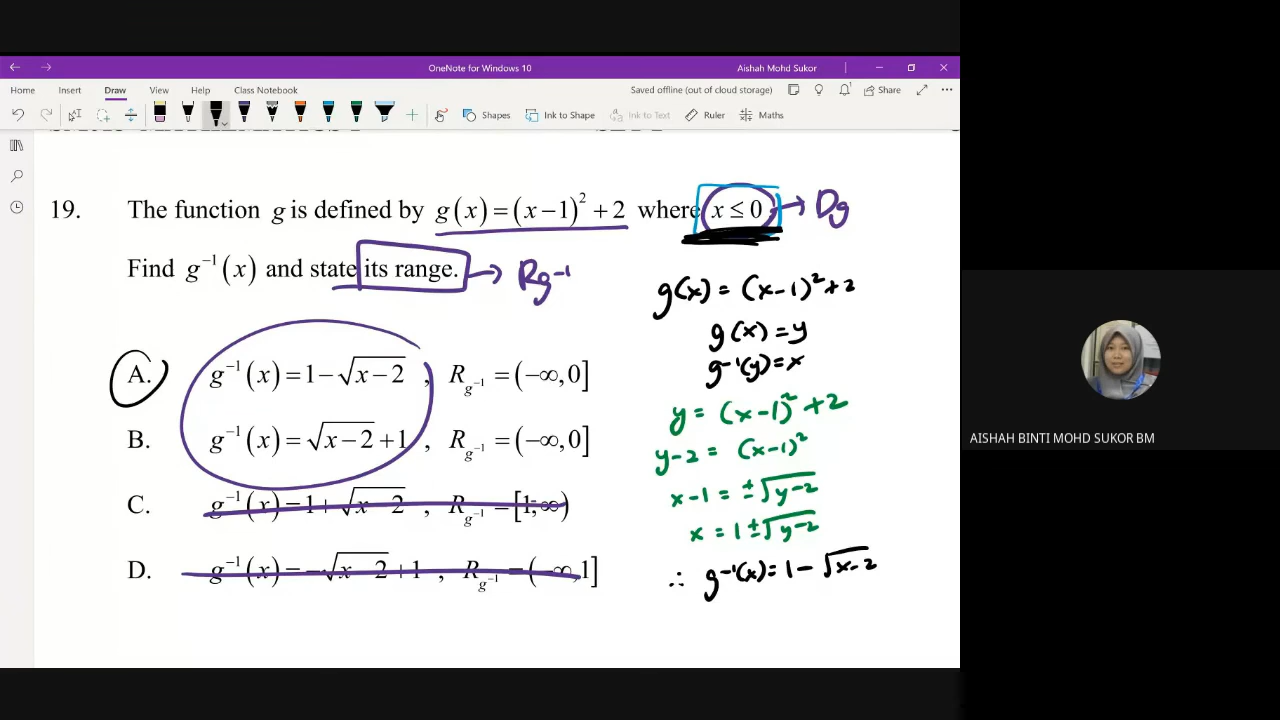 OneNote for Windows 10
Aishah Mohd Sukor
Home Insert Draw View Help Class Notebook
Saved offline (out of cloud storage) Share
Shapes Ink to Shape Ink to Text Ruler Maths
19. The function g is defined by g(x)=(x−1)²+2 where x≤0 → Dg
Find g⁻¹(x) and state its range. → Rg⁻¹
A. g⁻¹(x)=1−√(x−2) , R_g⁻¹ =(−∞,0]
B. g⁻¹(x)=√(x−2)+1 , R_g⁻¹ =(−∞,0]
C. g⁻¹(x)=1+√(x−2) , R_g⁻¹ =[1,∞)
D. g⁻¹(x)=−√(x−2)+1 , R_g⁻¹ =(−∞,1]
g(x) = (x−1)²+2
g(x) = y
g⁻¹(y) = x
y = (x−1)²+2
y−2 = (x−1)²
x−1 = ±√(y−2)
x = 1±√(y−2)
∴ g⁻¹(x) = 1−√(x−2)
AISHAH BINTI MOHD SUKOR BM